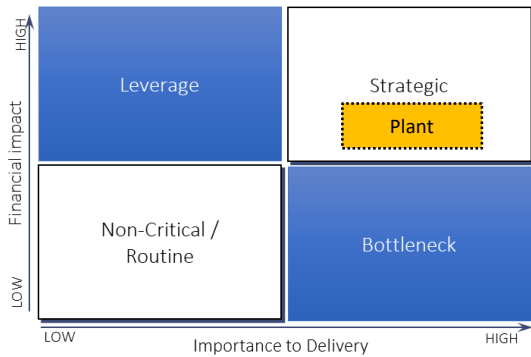 HIGH
Financial impact
LOW
Leverage
Strategic
Plant
Non-Critical /
Routine
Bottleneck
LOW
Importance to Delivery
HIGH